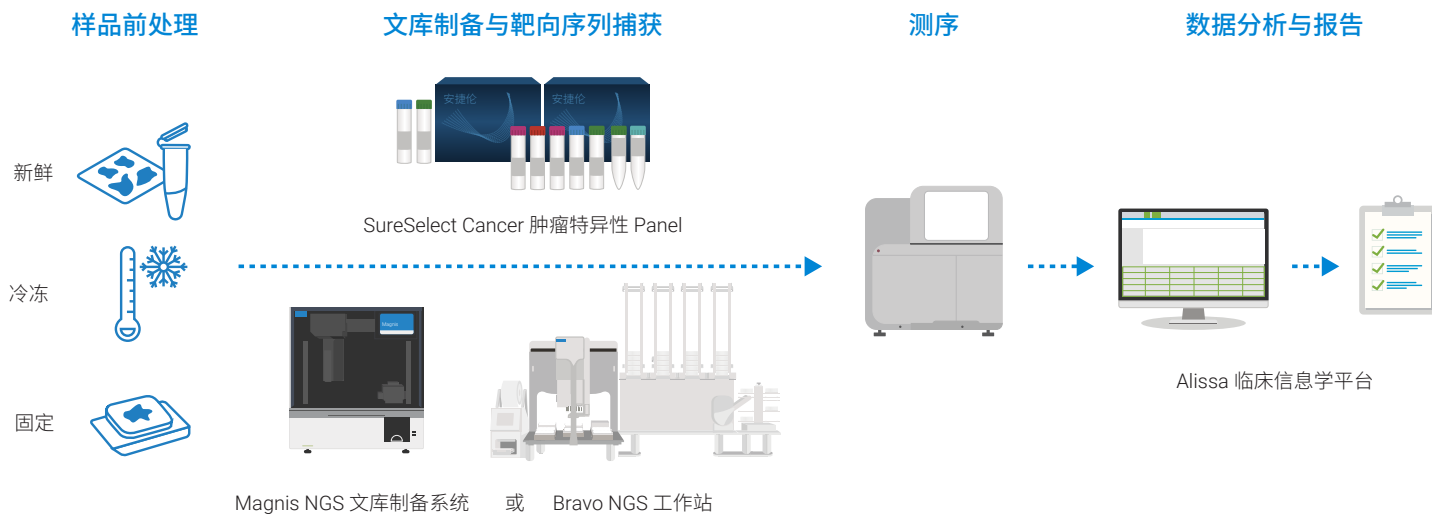 样品前处理
文库制备与靶向序列捕获
测序
数据分析与报告
安捷伦
安捷伦
新鲜
SureSelect Cancer 肿瘤特异性 Panel
冷冻
Magnis
Alissa 临床信息学平台
固定
Magnis NGS 文库制备系统 或 Bravo NGS 工作站